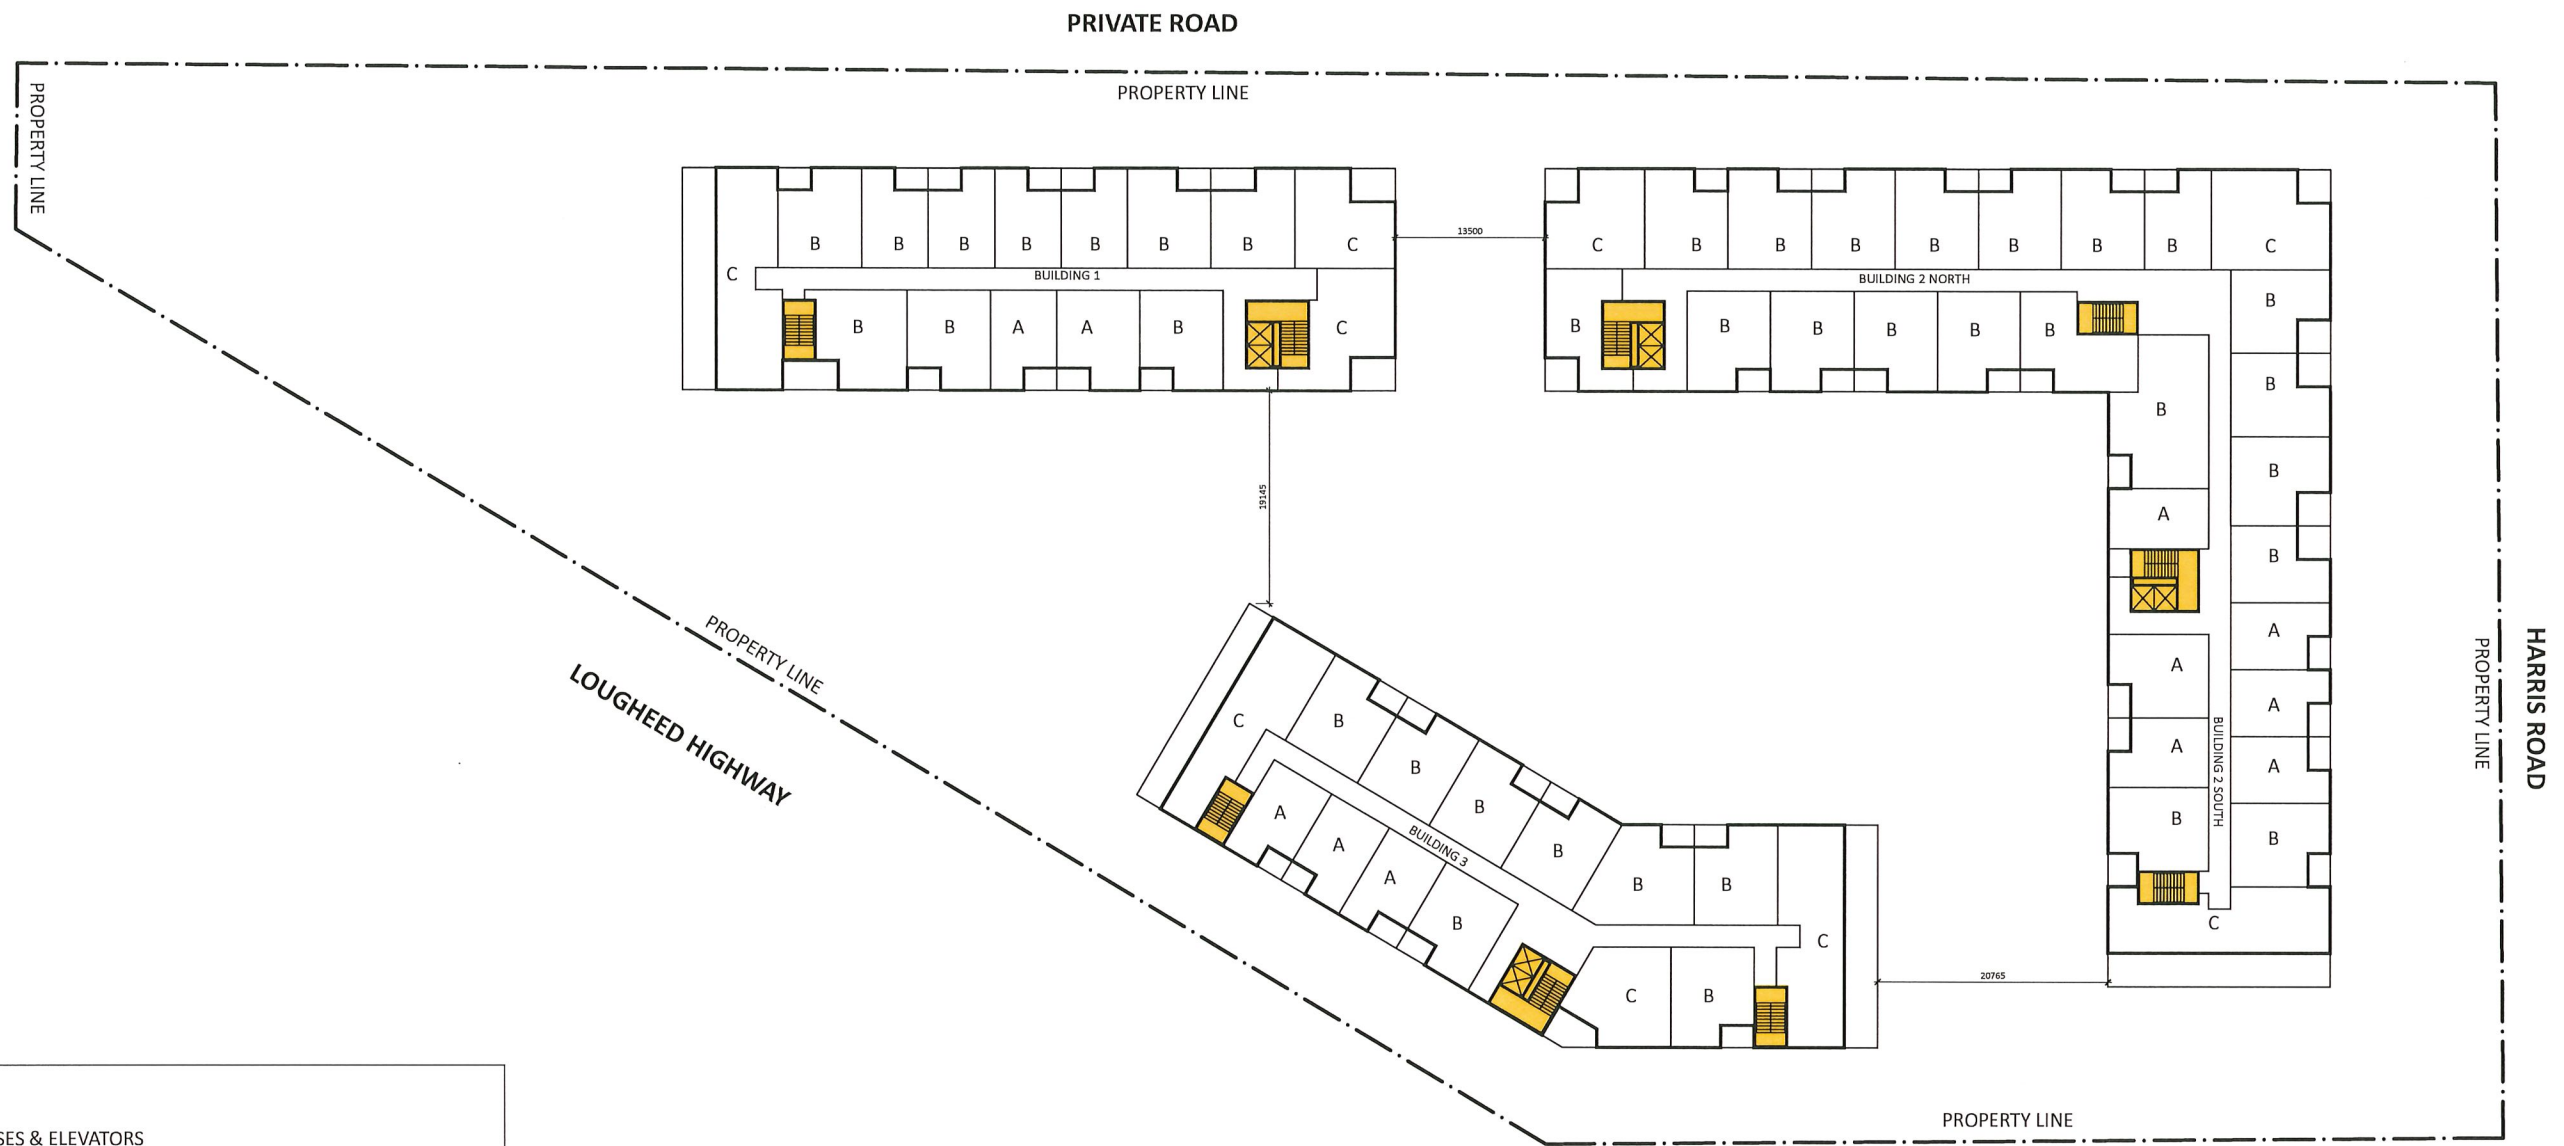 PRIVATE ROAD
PROPERTY LINE
PROPERTY LINE
B B B B B B B C
C
BUILDING 1
B B A A B C
13500
C B B B B B B B C
BUILDING 2 NORTH
B B B B B B
B
B
B
B
B
A
B
A
A
A
A
A
B
B
C
BUILDING 2 SOUTH
19145
PROPERTY LINE
LOUGHEED HIGHWAY
C B
B
B
B
A
A
A
B
BUILDING 3
B B
C
C B
20765
PROPERTY LINE
HARRIS ROAD
PROPERTY LINE
SES & ELEVATORS